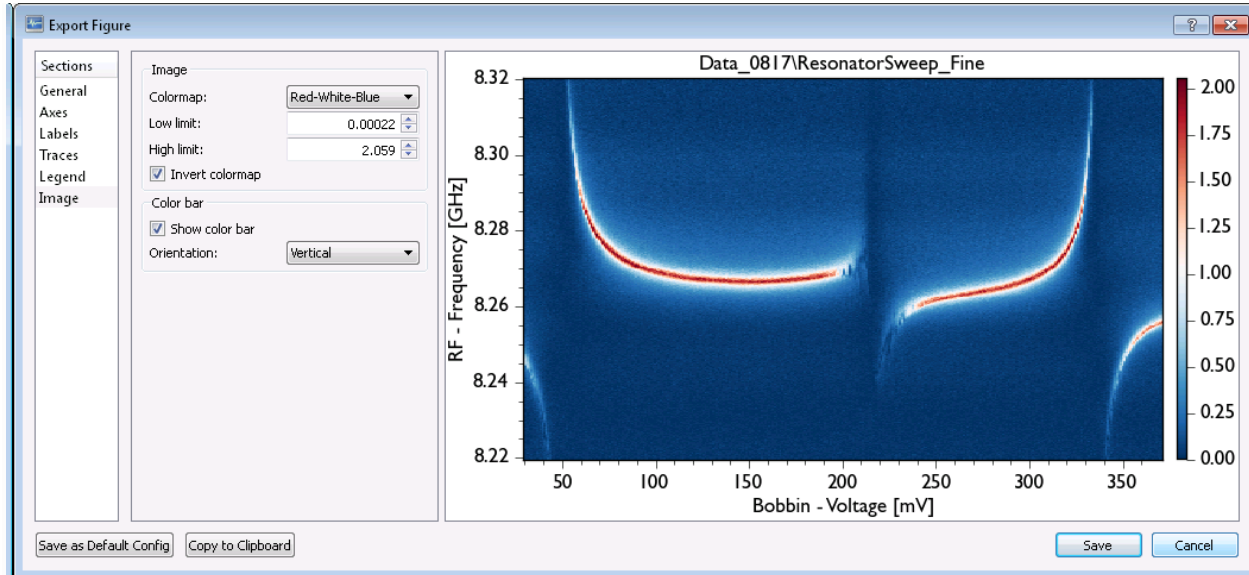 Export Figure
Sections
General
Axes
Labels
Traces
Legend
Image
Image
Colormap: Red-White-Blue
Low limit: 0.00022
High limit: 2.059
Invert colormap
Color bar
Show color bar
Orientation: Vertical
Data_0817\ResonatorSweep_Fine
RF - Frequency [GHz]
8.32
8.30
8.28
8.26
8.24
8.22
50 100 150 200 250 300 350
Bobbin - Voltage [mV]
2.00
1.75
1.50
1.25
1.00
0.75
0.50
0.25
0.00
Save as Default Config Copy to Clipboard Save Cancel